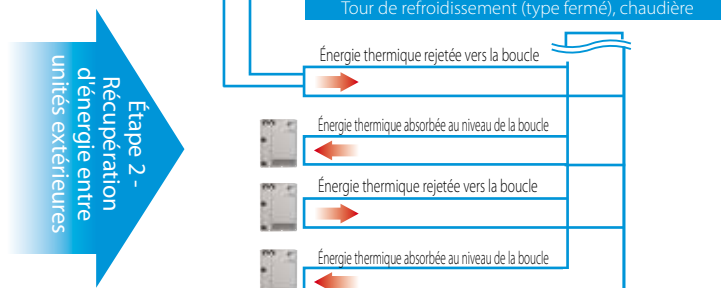 Tour de refroidissement (type fermé), chaudière
Étape 2 -
Récupération
d'énergie entre
unités extérieures
Énergie thermique rejetée vers la boucle
Énergie thermique absorbée au niveau de la boucle
Énergie thermique rejetée vers la boucle
Énergie thermique absorbée au niveau de la boucle